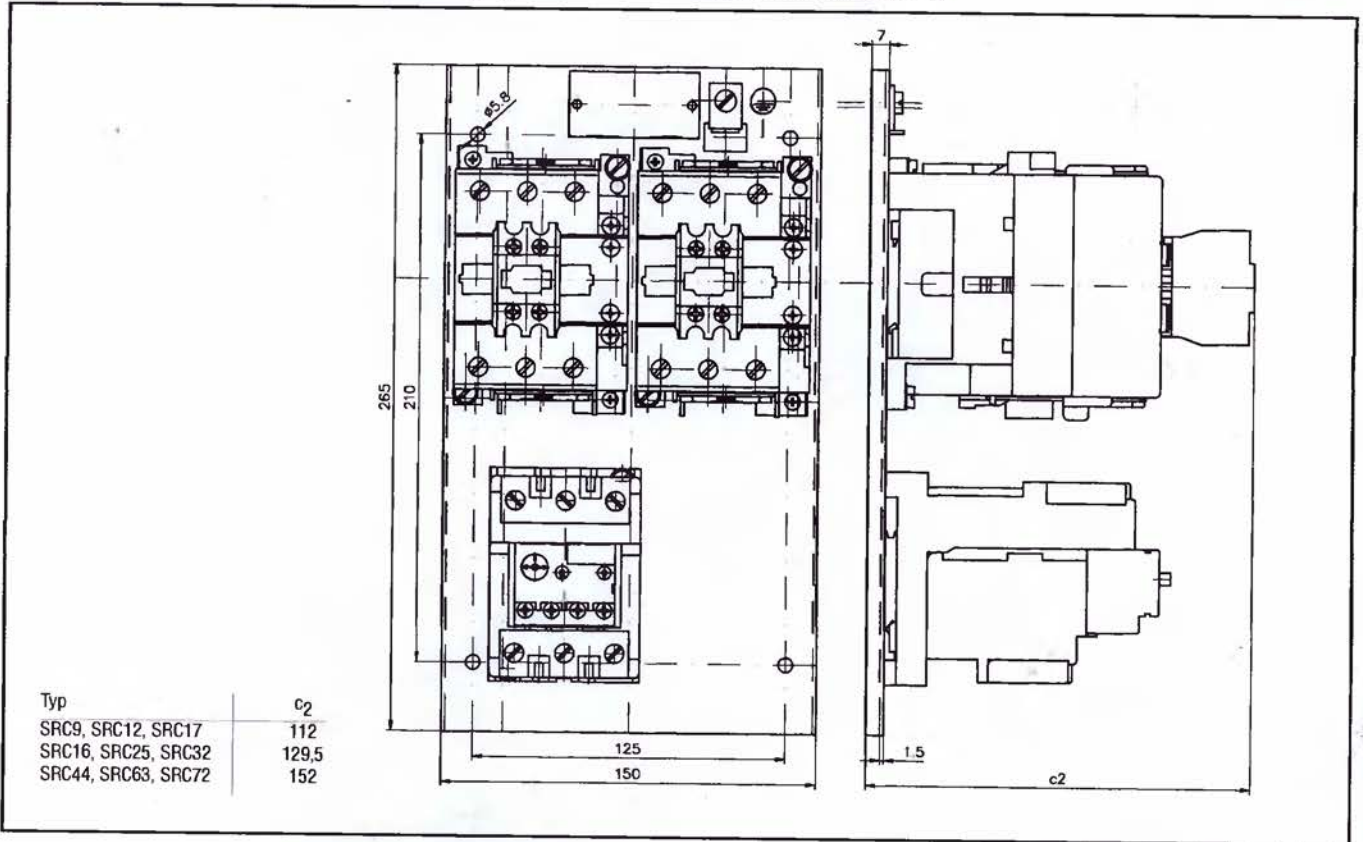 7
ø5,8
265
210
125
150
1.5
c2
Typ c2
SRC9, SRC12, SRC17 112
SRC16, SRC25, SRC32 129,5
SRC44, SRC63, SRC72 152